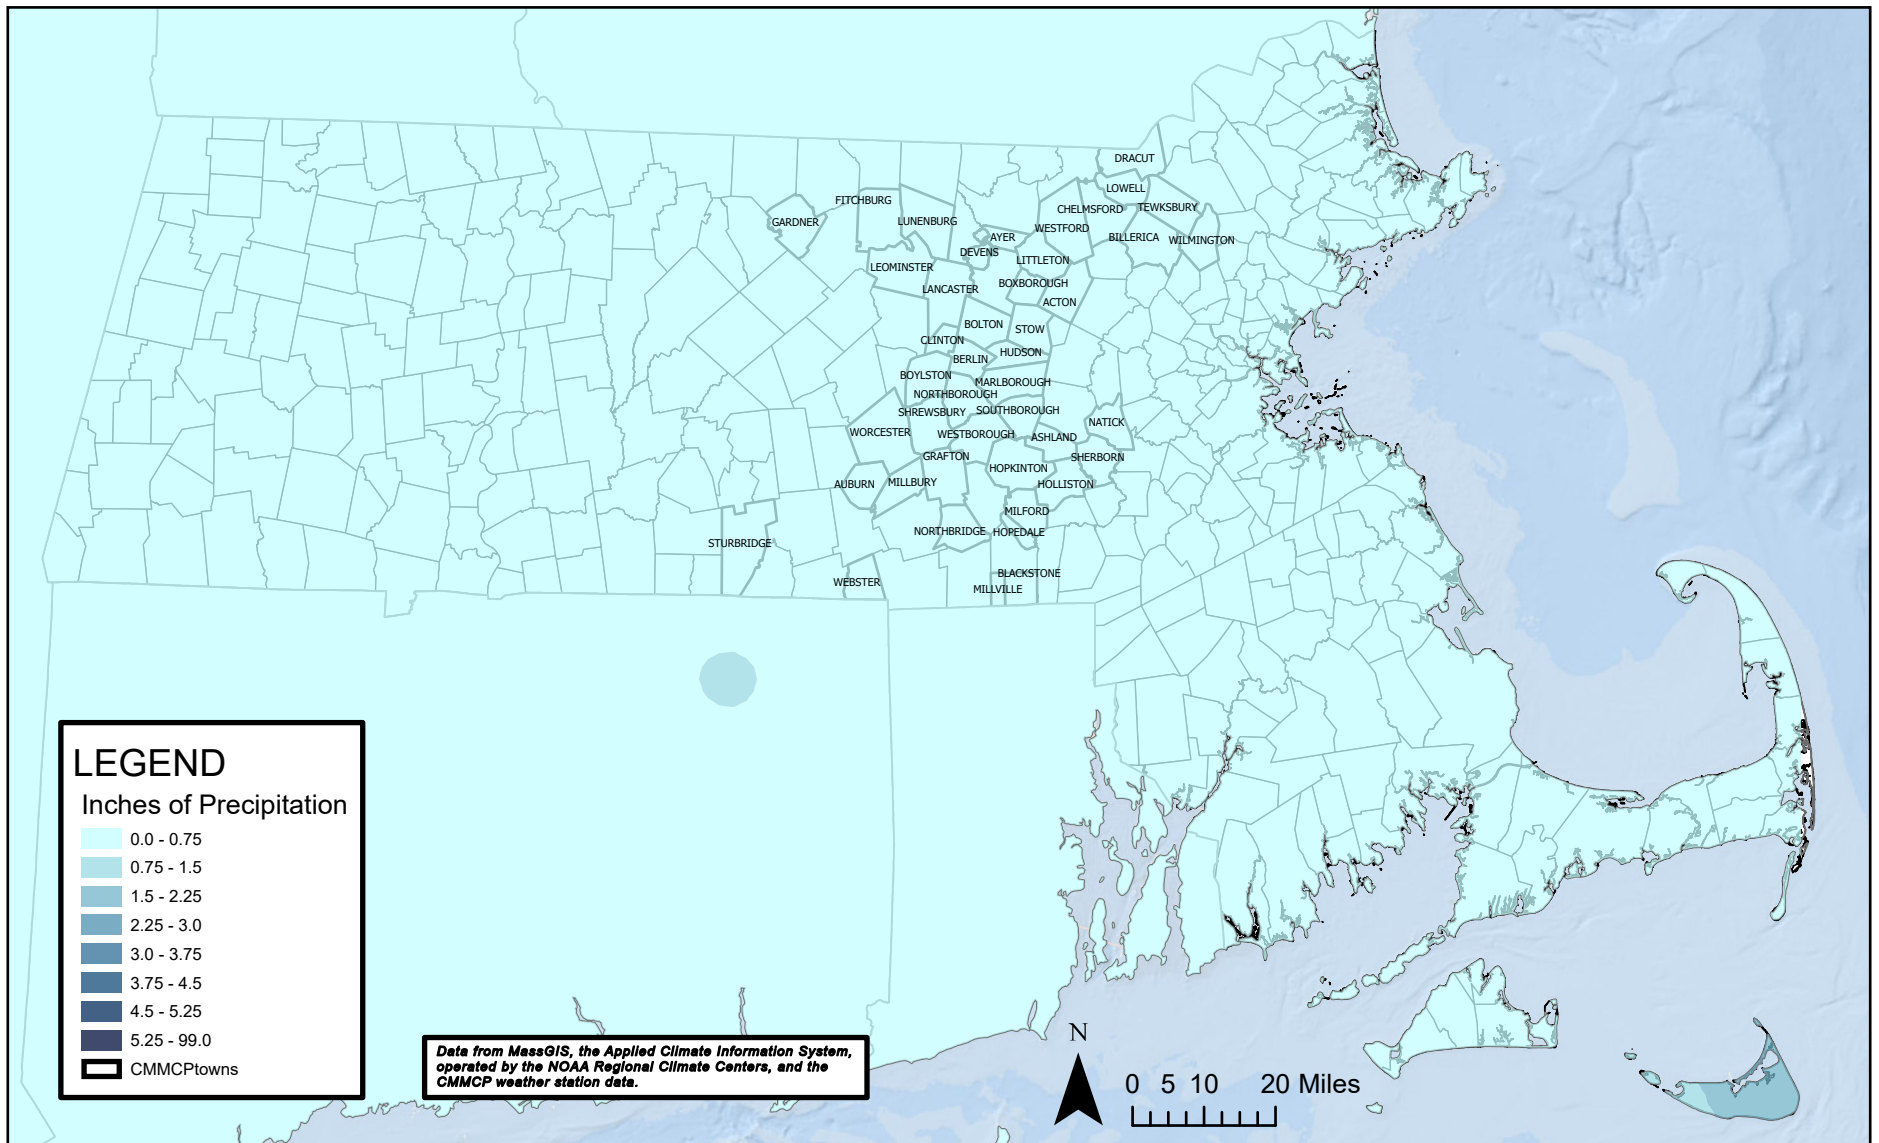 DRACUT
LOWELL
FITCHBURG
CHELMSFORD
TEWKSBURY
GARDNER
LUNENBURG
WESTFORD
AYER
BILLERICA
WILMINGTON
DEVENS
LITTLETON
LEOMINSTER
LANCASTER
BOXBOROUGH
ACTON
BOLTON
STOW
CLINTON
HUDSON
BERLIN
BOYLSTON
MARLBOROUGH
NORTHBOROUGH
SHREWSBURY
SOUTHBOROUGH
NATICK
WORCESTER
WESTBOROUGH
ASHLAND
GRAFTON
SHERBORN
HOPKINTON
AUBURN
MILLBURY
HOLLISTON
MILFORD
NORTHBRIDGE
HOPEDALE
STURBRIDGE
BLACKSTONE
WEBSTER
MILLVILLE
LEGEND
Inches of Precipitation
0.0 - 0.75
0.75 - 1.5
1.5 - 2.25
2.25 - 3.0
3.0 - 3.75
3.75 - 4.5
4.5 - 5.25
5.25 - 99.0
CMMCPtowns
Data from MassGIS, the Applied Climate Information System,
operated by the NOAA Regional Climate Centers, and the
CMMCP weather station data.
N
0 5 10 20 Miles